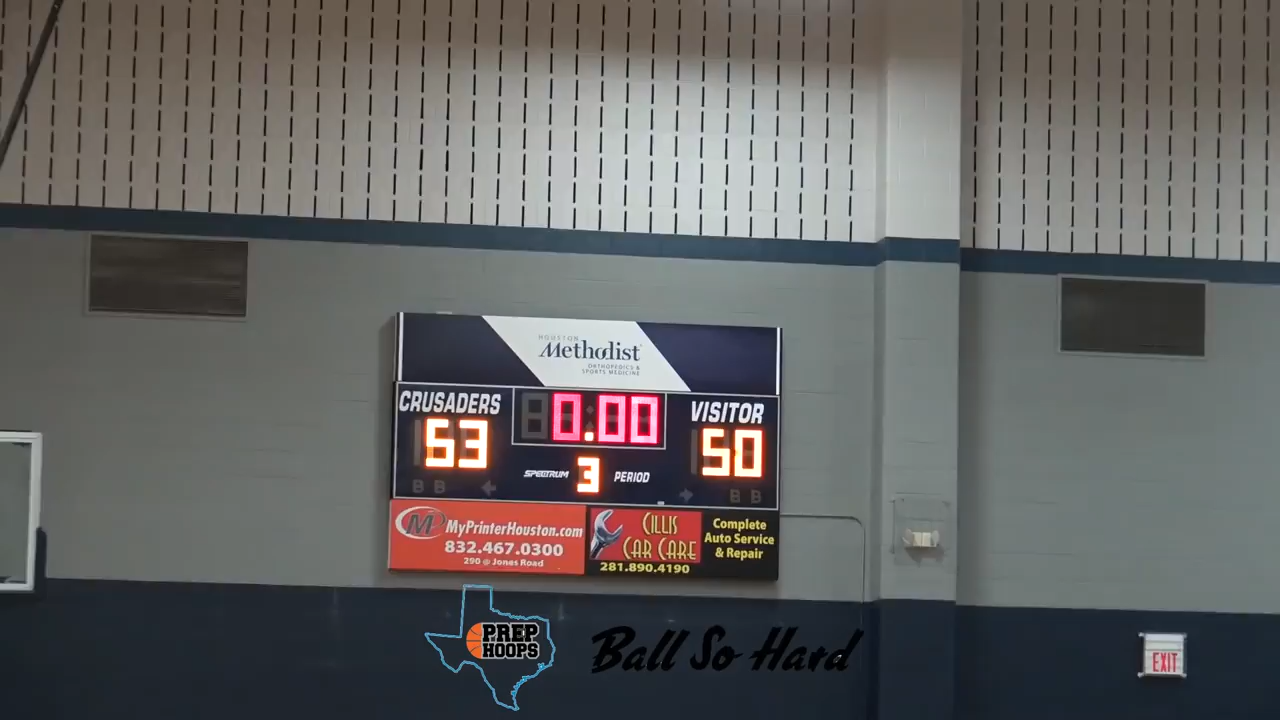 HOUSTON
Methodist
ORTHOPEDICS &
SPORTS MEDICINE
CRUSADERS
0.00
VISITOR
53
50
SPECTRUM
3
PERIOD
B B
B B
M
MyPrinterHouston.com
832.467.0300
290 @ Jones Road
CILLIS
CAR CARE
281.890.4190
Complete
Auto Service
& Repair
PREP
HOOPS
Ball So Hard
EXIT